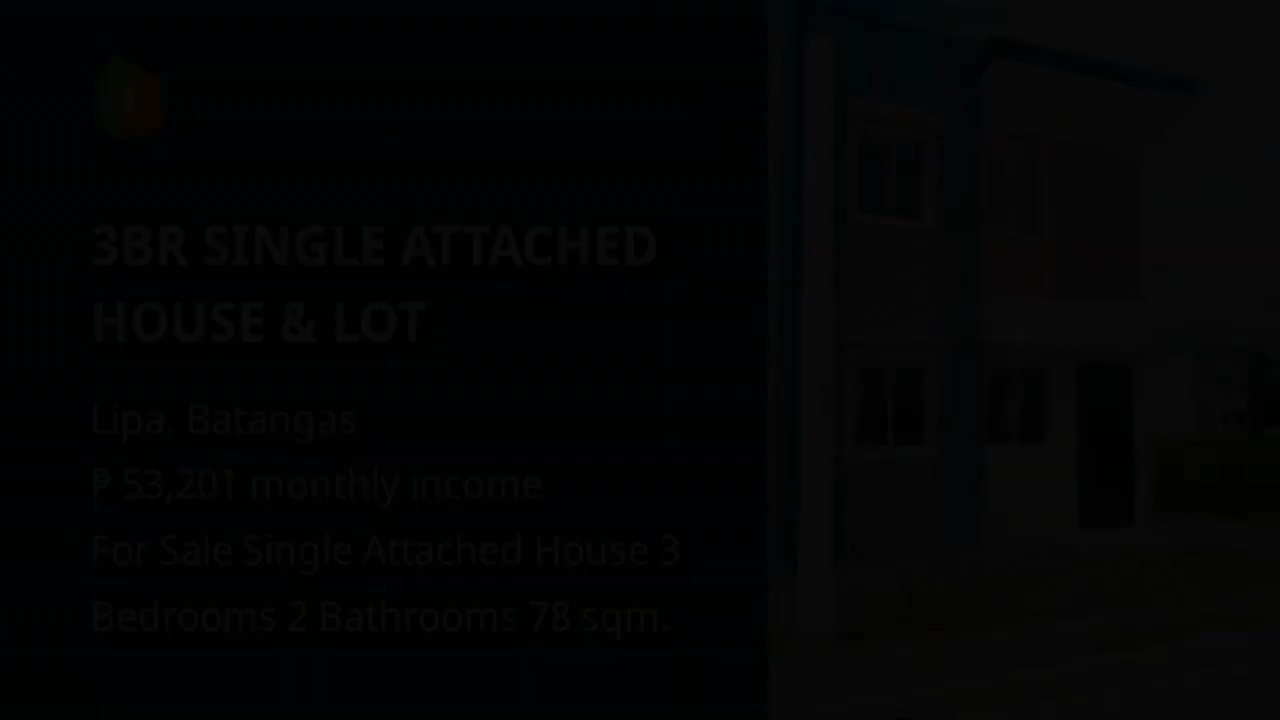 3BR SINGLE ATTACHED
HOUSE & LOT
Lipa, Batangas
₱ 53,201 monthly income
For Sale Single Attached House 3
Bedrooms 2 Bathrooms 78 sqm.